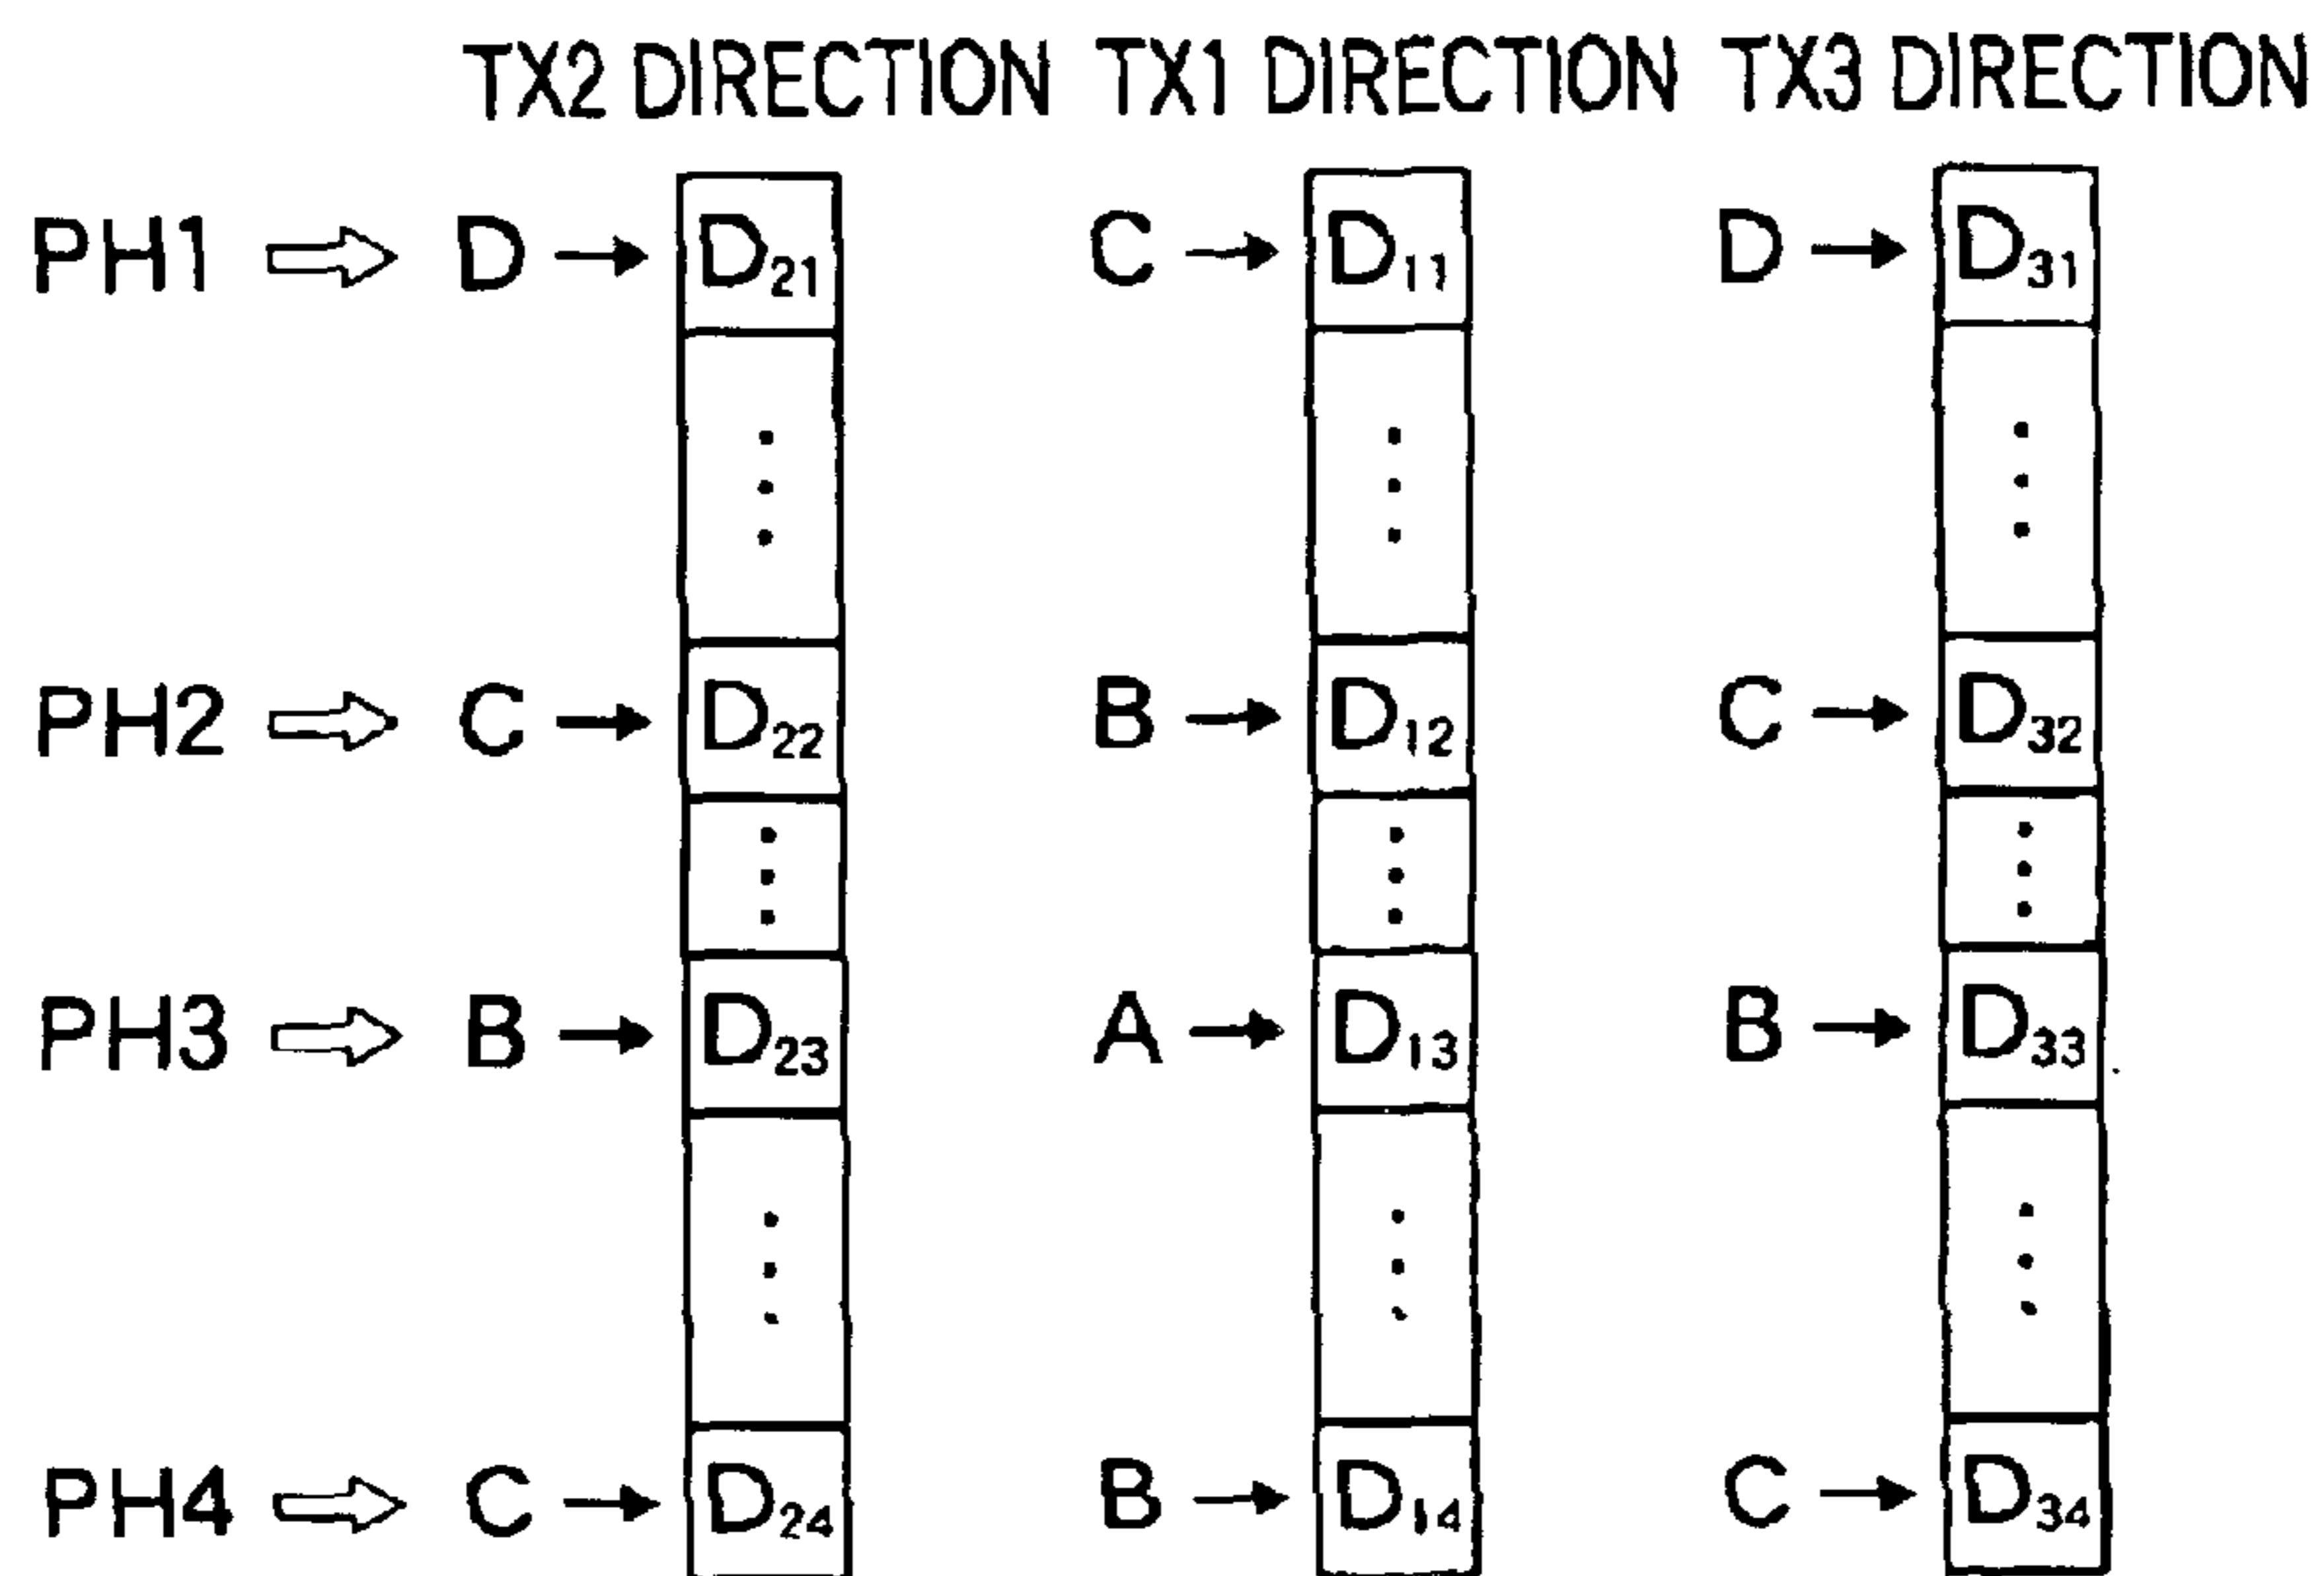 TX2 DIRECTION TX1 DIRECTION TX3 DIRECTION
PH1 D D21 C D11 D D31
PH2 C D22 B D12 C D32
PH3 B D23 A D13 B D33
PH4 C D24 B D14 C D34